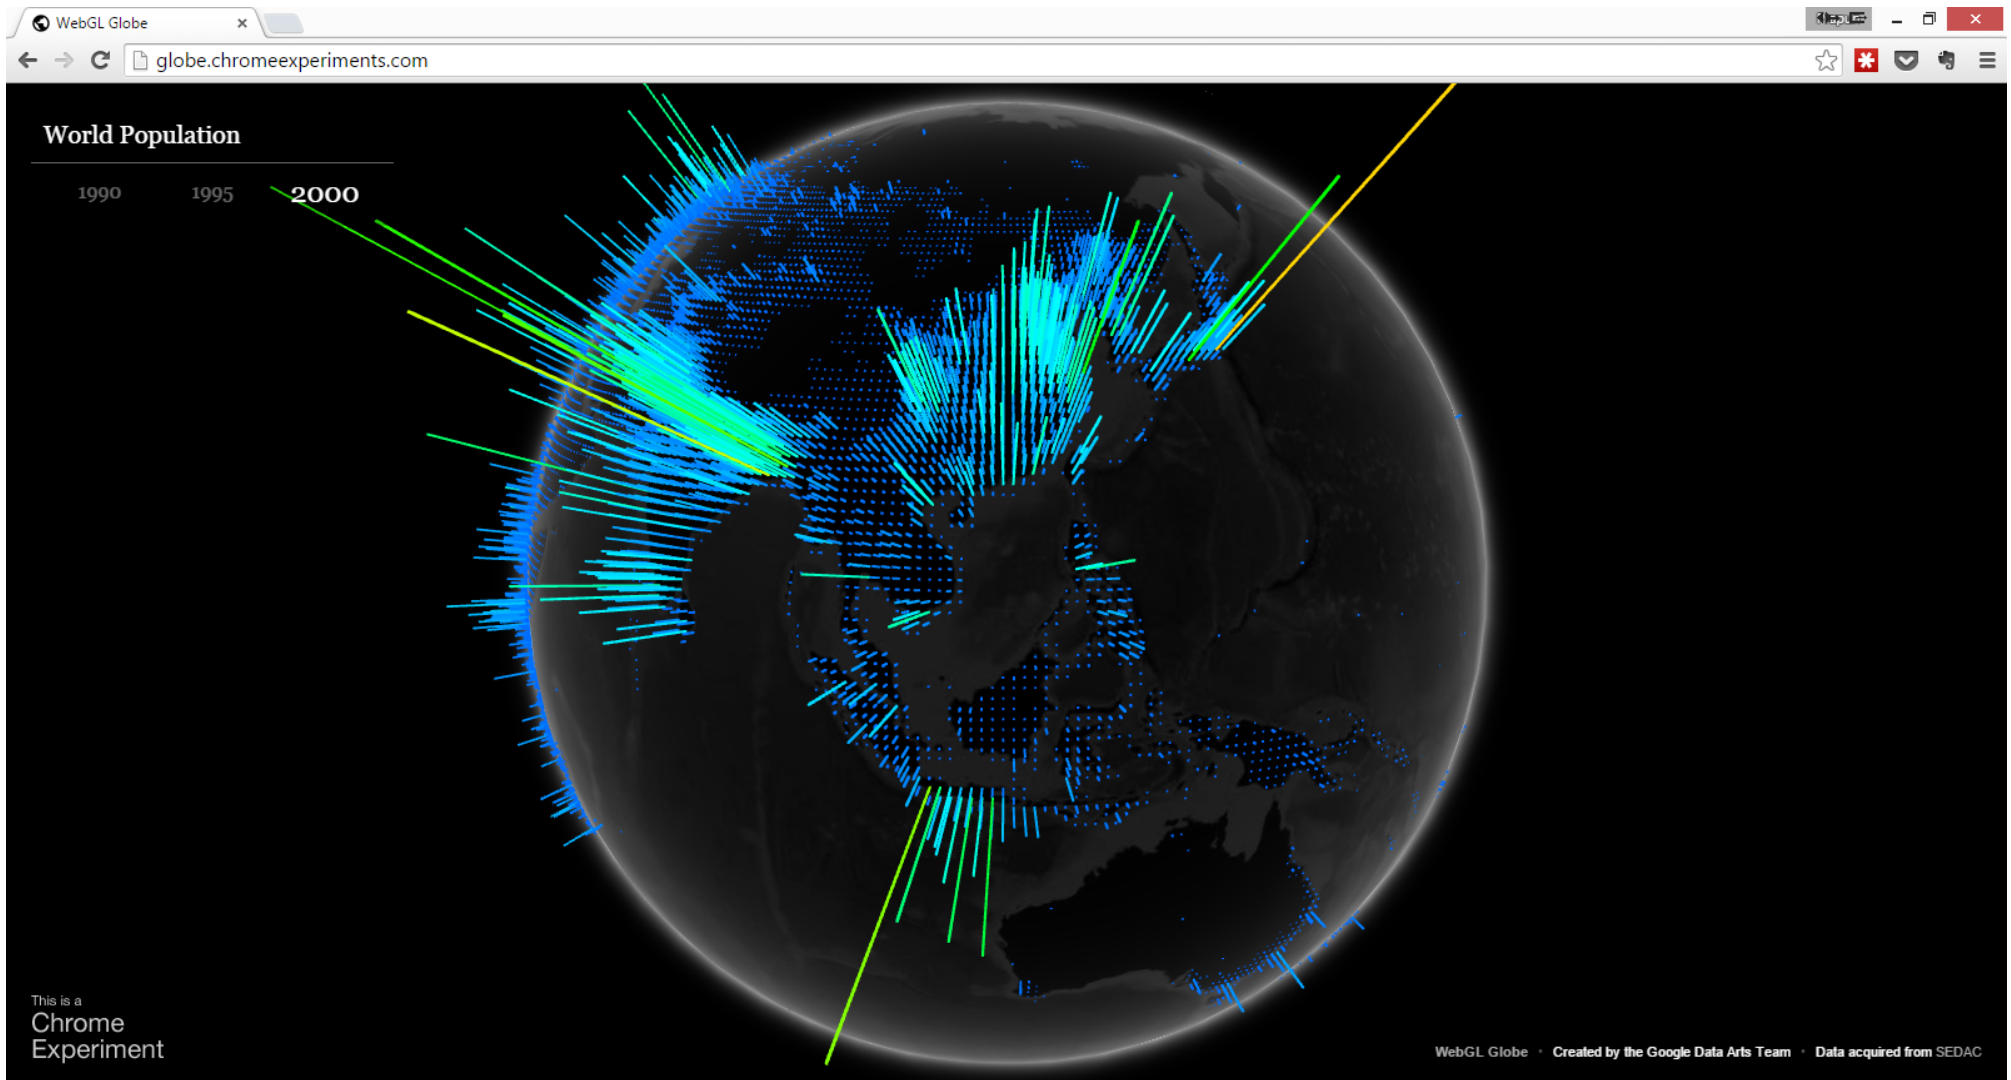 WebGL Globe
globe.chromeexperiments.com
World Population
1990 1995 2000
This is a
Chrome
Experiment
WebGL Globe • Created by the Google Data Arts Team • Data acquired from SEDAC